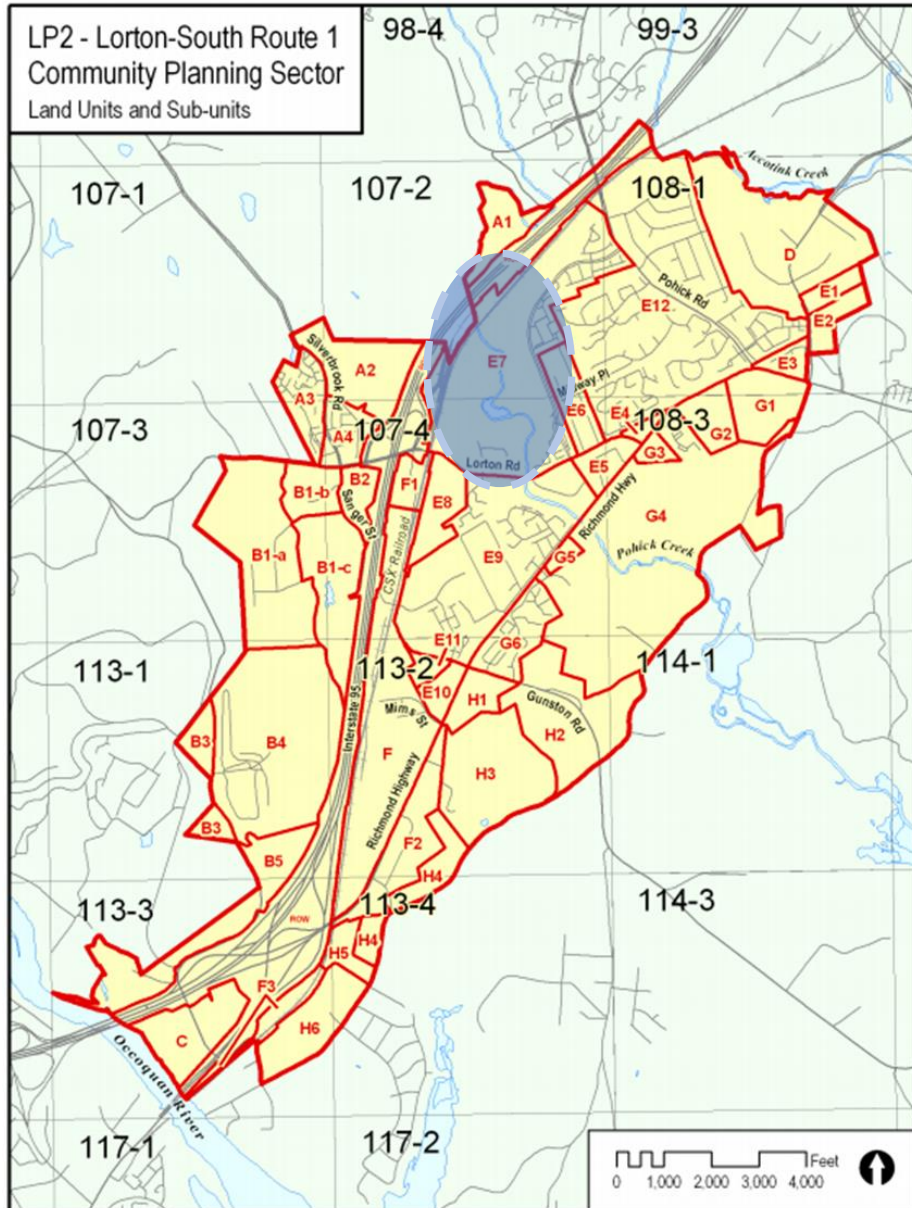 LP2 - Lorton-South Route 1
Community Planning Sector
Land Units and Sub-units
98-4
99-3
107-1
107-2
108-1
Accotink Creek
A1
D
E1
E2
E12
Pohick Rd
E3
E7
Silverbrook Rd
A2
A3
A4
107-3
107-4
E6
E4
108-3
G1
G2
G3
Lorton Rd
E5
B1-b
B2
F1
E8
Sanger St
Richmond Hwy
G4
CSX Railroad
Pohick Creek
B1-a
B1-c
E9
G5
E11
G6
113-1
113-2
114-1
E10
H1
Gunston Rd
Mims St
H2
Interstate 95
B3
B4
F
H3
Richmond Highway
B3
B5
F2
H4
113-3
113-4
114-3
ROW
H4
H5
F3
C
H6
Occoquan River
117-1
117-2
Feet
0 1,000 2,000 3,000 4,000